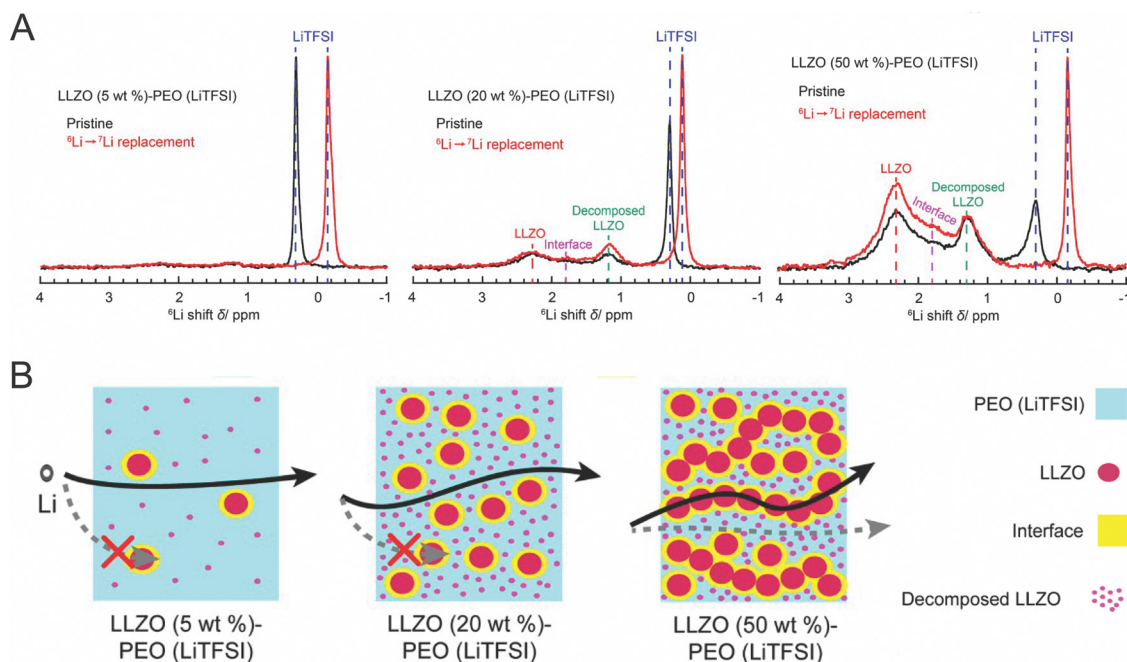 A
LiTFSI
LLZO (5 wt %)-PEO (LiTFSI)
Pristine
⁶Li→⁷Li replacement
4 3 2 1 0 -1
⁶Li shift δ/ ppm
LiTFSI
LLZO (20 wt %)-PEO (LiTFSI)
Pristine
⁶Li→⁷Li replacement
Decomposed
LLZO
LLZO
Interface
4 3 2 1 0 -1
⁶Li shift δ/ ppm
LiTFSI
LLZO (50 wt %)-PEO (LiTFSI)
Pristine
⁶Li→⁷Li replacement
LLZO
Decomposed
LLZO
Interface
4 3 2 1 0 -1
⁶Li shift δ/ ppm
B
Li
LLZO (5 wt %)-
PEO (LiTFSI)
LLZO (20 wt %)-
PEO (LiTFSI)
LLZO (50 wt %)-
PEO (LiTFSI)
PEO (LiTFSI)
LLZO
Interface
Decomposed LLZO